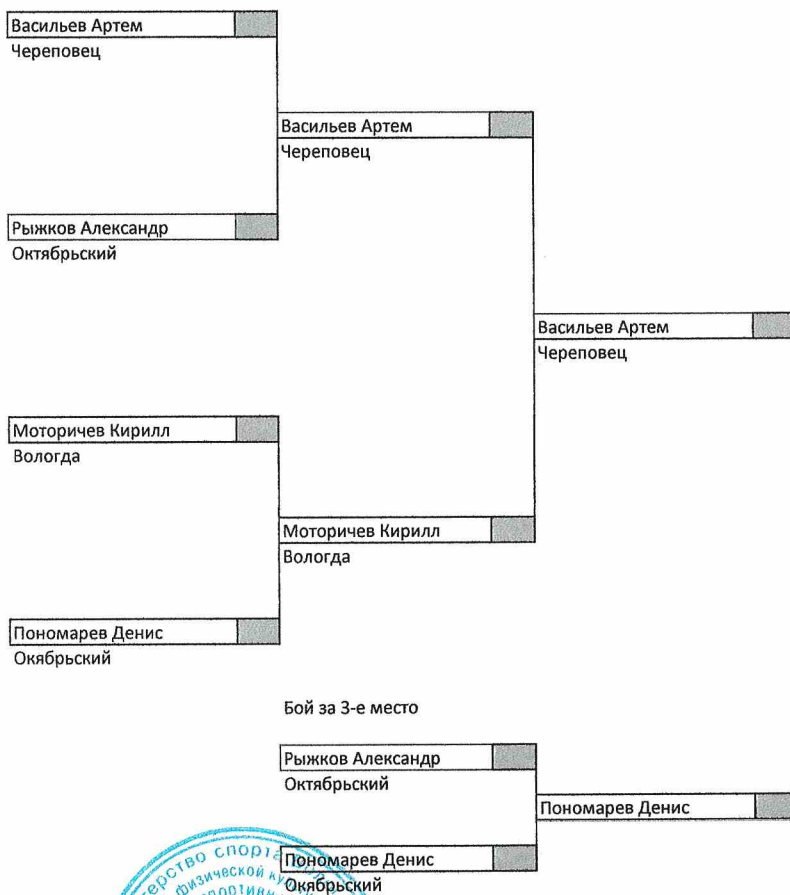 Васильев Артем
Череповец
Васильев Артем
Череповец
Рыжков Александр
Октябрьский
Васильев Артем
Череповец
Моторичев Кирилл
Вологда
Моторичев Кирилл
Вологда
Пономарев Денис
Окябрьский
Бой за 3-е место
Рыжков Александр
Октябрьский
Пономарев Денис
Пономарев Денис
Окябрьский
физической